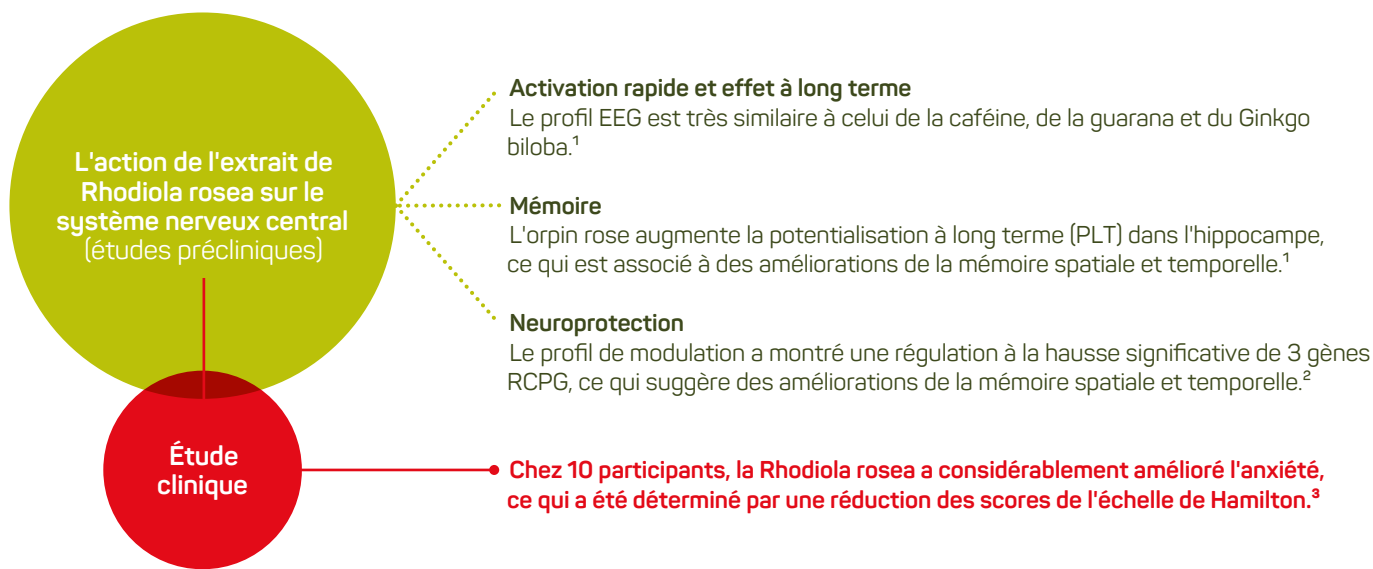 L'action de l'extrait de
Rhodiola rosea sur le
système nerveux central
(études précliniques)
Activation rapide et effet à long terme
Le profil EEG est très similaire à celui de la caféine, de la guarana et du Ginkgo
biloba.¹
Mémoire
L'orpin rose augmente la potentialisation à long terme (PLT) dans l'hippocampe,
ce qui est associé à des améliorations de la mémoire spatiale et temporelle.¹
Neuroprotection
Le profil de modulation a montré une régulation à la hausse significative de 3 gènes
RCPG, ce qui suggère des améliorations de la mémoire spatiale et temporelle.²
Étude
clinique
Chez 10 participants, la Rhodiola rosea a considérablement amélioré l'anxiété,
ce qui a été déterminé par une réduction des scores de l'échelle de Hamilton.³